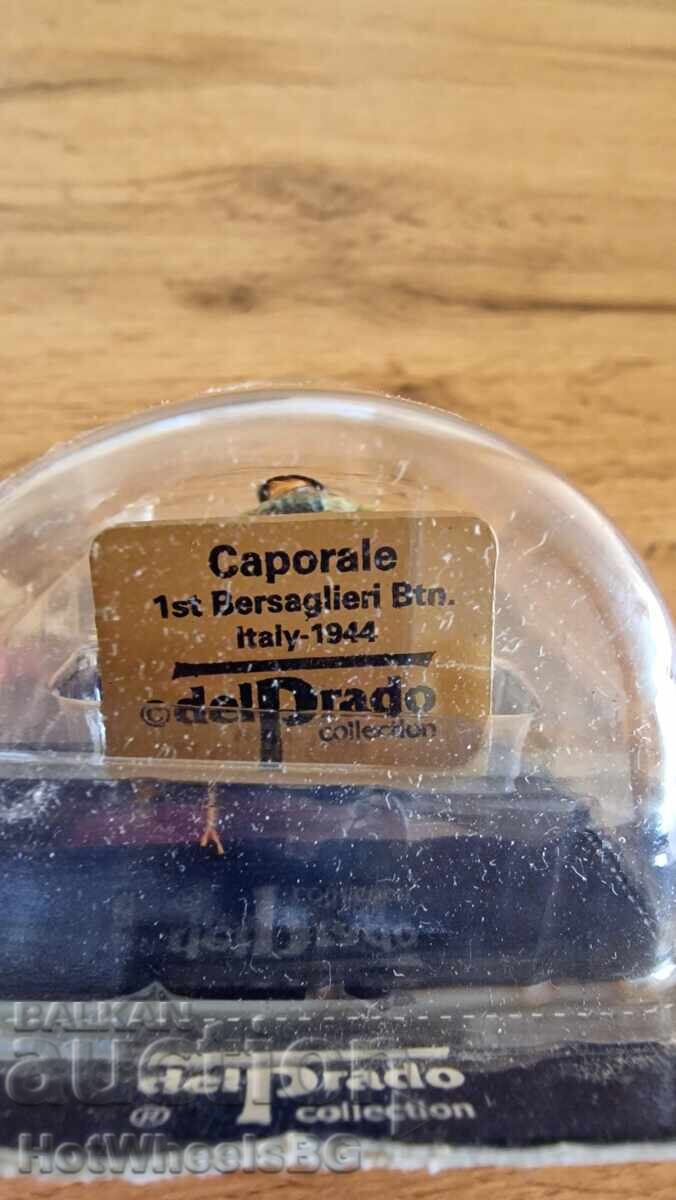 Caporale
1st Bersaglieri Btn.
Italy-1944
©delPrado
collection
BALKAN
auction
delPrado
® collection
HotWheelsBG